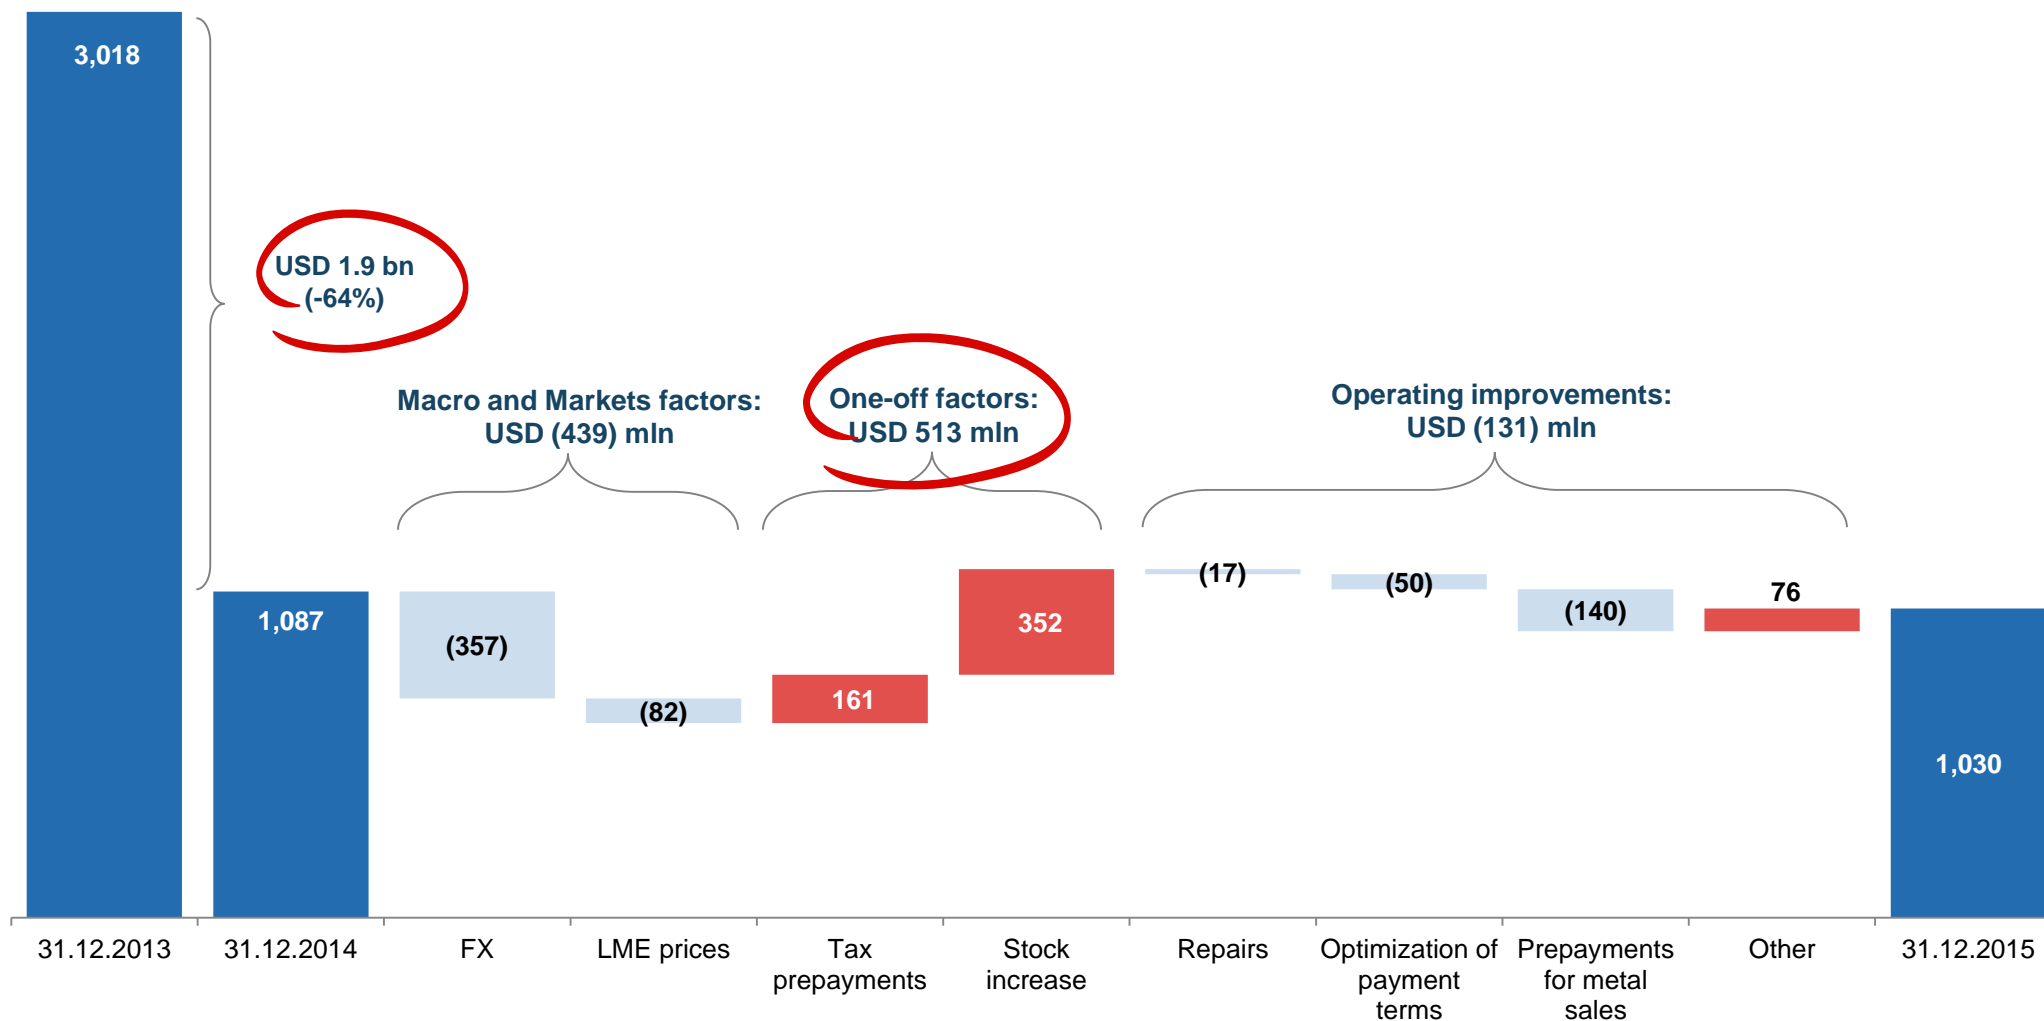 3,018
USD 1.9 bn
(-64%)
Macro and Markets factors:
USD (439) mln
One-off factors:
USD 513 mln
Operating improvements:
USD (131) mln
1,087
(357)
(82)
161
352
(17)
(50)
(140)
76
1,030
31.12.2013
31.12.2014
FX
LME prices
Tax
prepayments
Stock
increase
Repairs
Optimization of
payment
terms
Prepayments
for metal
sales
Other
31.12.2015